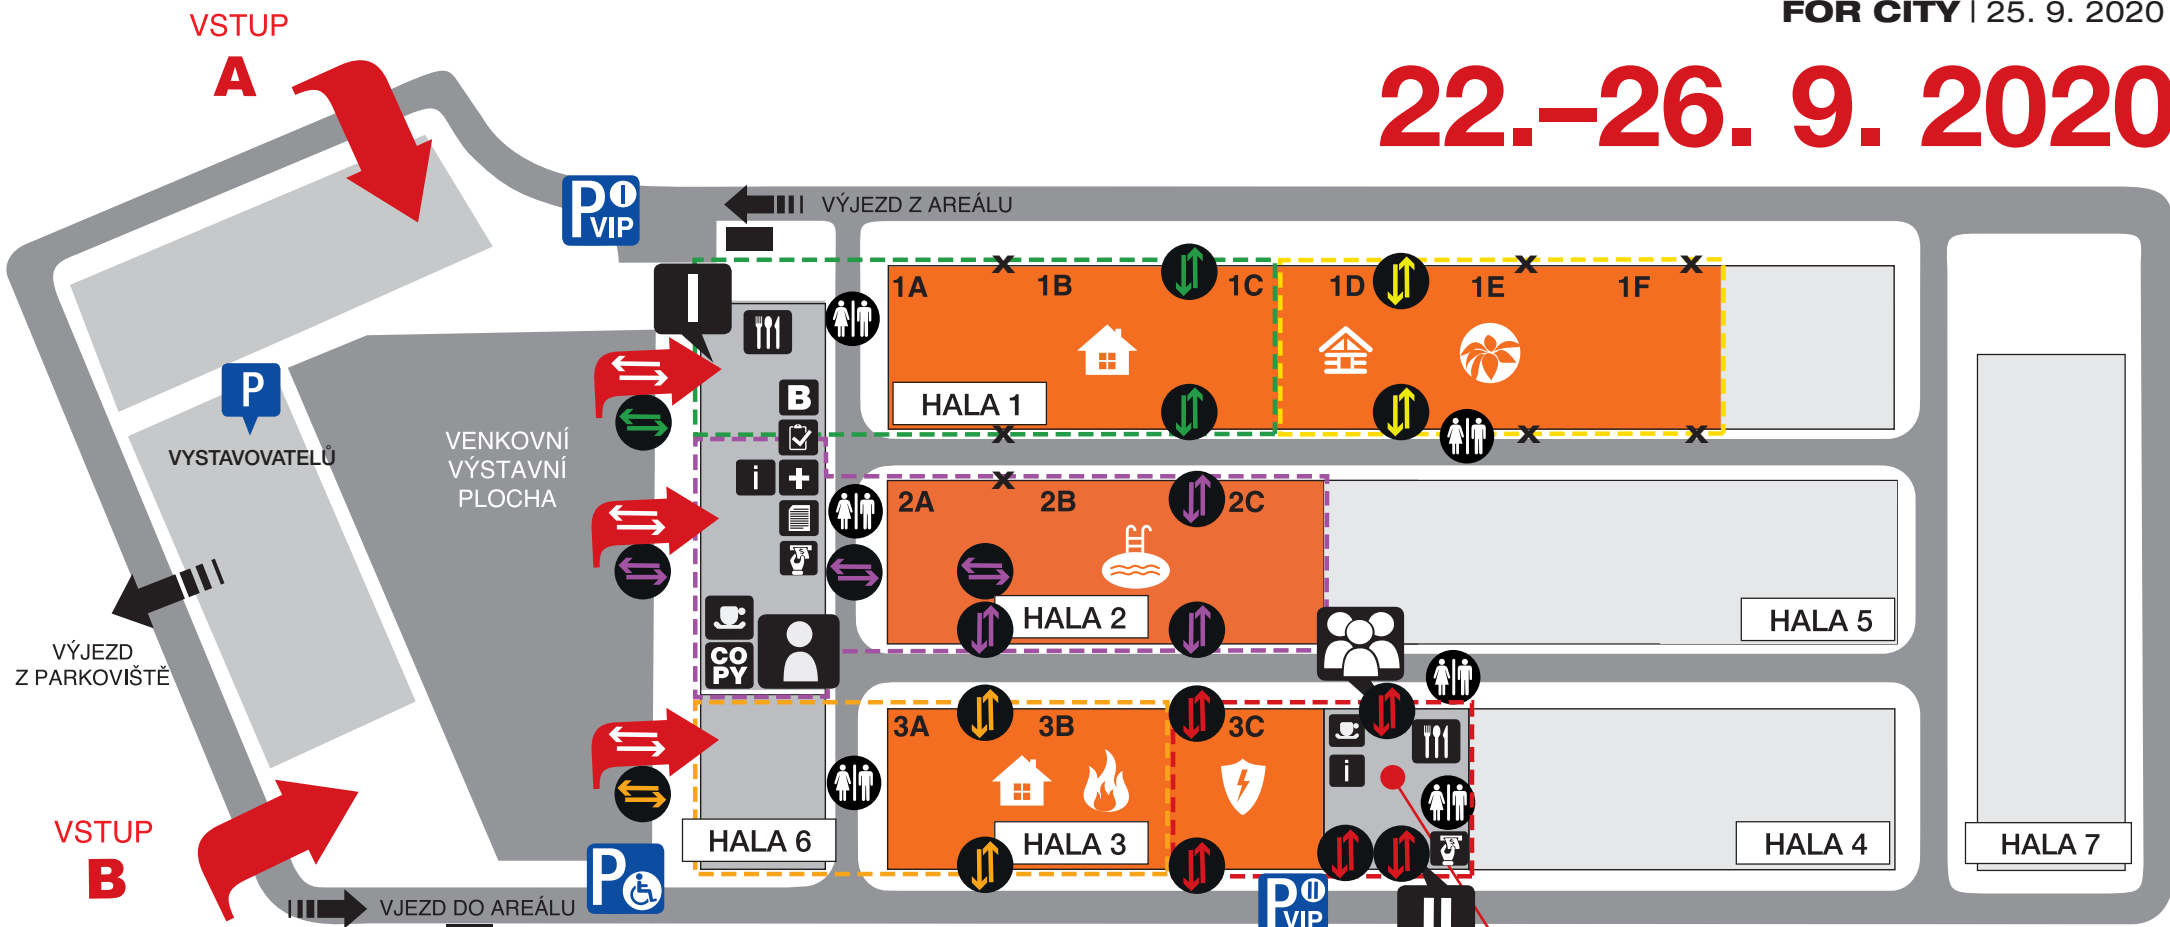 FOR CITY | 25. 9. 2020
22.–26. 9. 2020
VSTUP
A
P I
VIP
VÝJEZD Z AREÁLU
I
1A
1B
1C
1D
1E
1F
HALA 1
P
VYSTAVOVATELŮ
VENKOVNÍ
VÝSTAVNÍ
PLOCHA
B
i
2A
2B
2C
HALA 2
HALA 5
CO
PY
VÝJEZD
Z PARKOVIŠTĚ
3A
3B
3C
i
HALA 6
HALA 3
HALA 4
HALA 7
VSTUP
B
P
VJEZD DO AREÁLU
P II
VIP
II